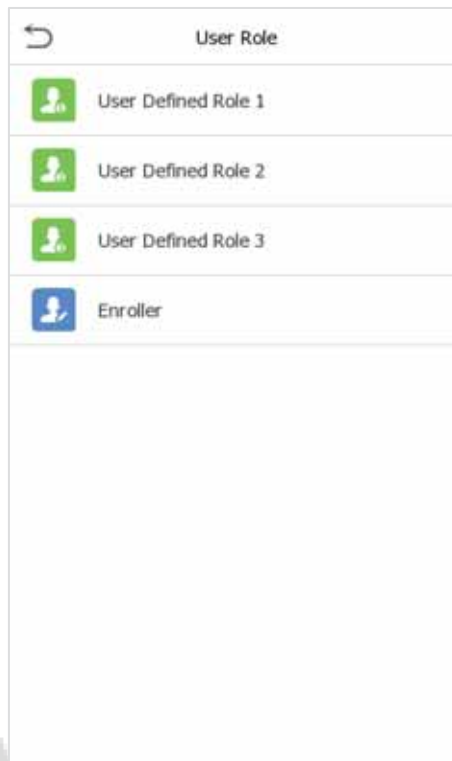 User Role
User Defined Role 1
User Defined Role 2
User Defined Role 3
Enroller